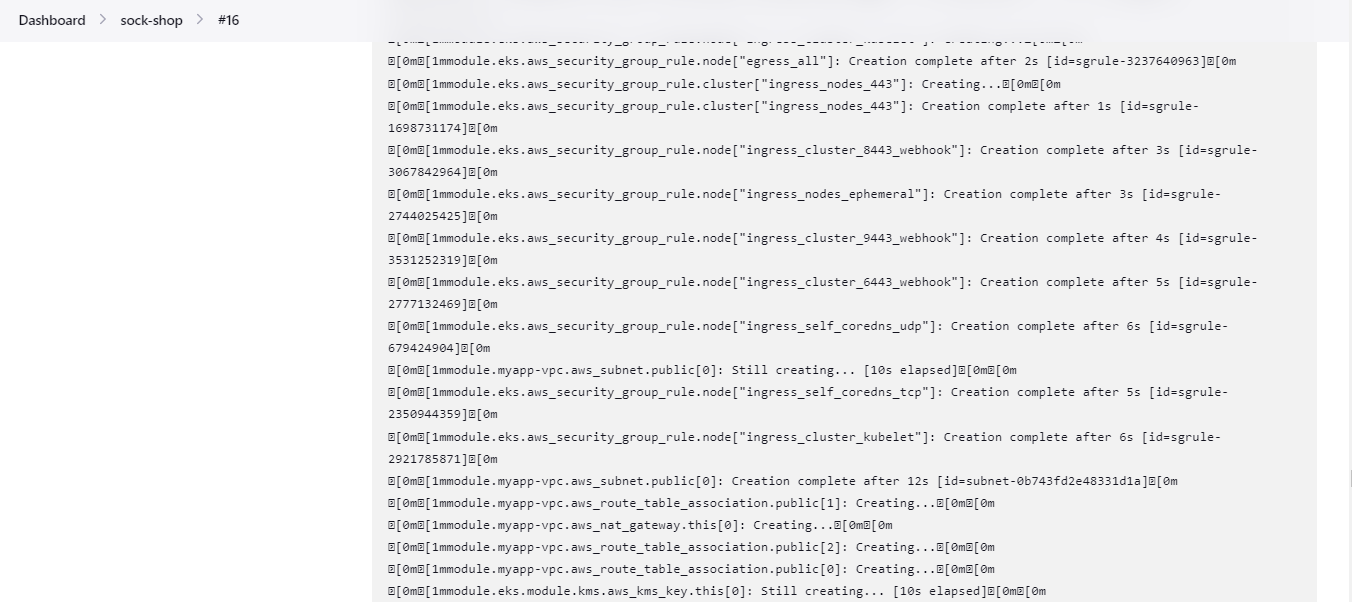 Dashboard > sock-shop > #16
[0m[1mmodule.eks.aws_security_group_rule.node["ingress_cluster_kubelet"]: Creating...[0m[0m
[0m[1mmodule.eks.aws_security_group_rule.node["egress_all"]: Creation complete after 2s [id=sgrule-3237640963][0m
[0m[1mmodule.eks.aws_security_group_rule.cluster["ingress_nodes_443"]: Creating...[0m[0m
[0m[1mmodule.eks.aws_security_group_rule.cluster["ingress_nodes_443"]: Creation complete after 1s [id=sgrule-
1698731174][0m
[0m[1mmodule.eks.aws_security_group_rule.node["ingress_cluster_8443_webhook"]: Creation complete after 3s [id=sgrule-
3067842964][0m
[0m[1mmodule.eks.aws_security_group_rule.node["ingress_nodes_ephemeral"]: Creation complete after 3s [id=sgrule-
2744025425][0m
[0m[1mmodule.eks.aws_security_group_rule.node["ingress_cluster_9443_webhook"]: Creation complete after 4s [id=sgrule-
3531252319][0m
[0m[1mmodule.eks.aws_security_group_rule.node["ingress_cluster_6443_webhook"]: Creation complete after 5s [id=sgrule-
2777132469][0m
[0m[1mmodule.eks.aws_security_group_rule.node["ingress_self_coredns_udp"]: Creation complete after 6s [id=sgrule-
679424904][0m
[0m[1mmodule.myapp-vpc.aws_subnet.public[0]: Still creating... [10s elapsed][0m[0m
[0m[1mmodule.eks.aws_security_group_rule.node["ingress_self_coredns_tcp"]: Creation complete after 5s [id=sgrule-
2350944359][0m
[0m[1mmodule.eks.aws_security_group_rule.node["ingress_cluster_kubelet"]: Creation complete after 6s [id=sgrule-
2921785871][0m
[0m[1mmodule.myapp-vpc.aws_subnet.public[0]: Creation complete after 12s [id=subnet-0b743fd2e48331d1a][0m
[0m[1mmodule.myapp-vpc.aws_route_table_association.public[1]: Creating...[0m[0m
[0m[1mmodule.myapp-vpc.aws_nat_gateway.this[0]: Creating...[0m[0m
[0m[1mmodule.myapp-vpc.aws_route_table_association.public[2]: Creating...[0m[0m
[0m[1mmodule.myapp-vpc.aws_route_table_association.public[0]: Creating...[0m[0m
[0m[1mmodule.eks.module.kms.aws_kms_key.this[0]: Still creating... [10s elapsed][0m[0m